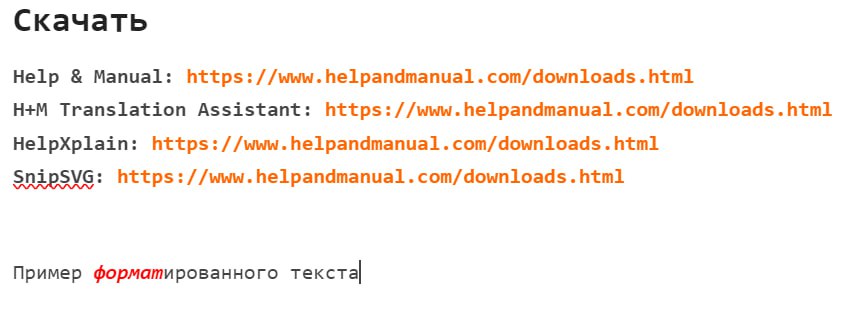 Скачать
Help & Manual: https://www.helpandmanual.com/downloads.html
H+M Translation Assistant: https://www.helpandmanual.com/downloads.html
HelpXplain: https://www.helpandmanual.com/downloads.html
SnipSVG: https://www.helpandmanual.com/downloads.html
Пример форматированного текста